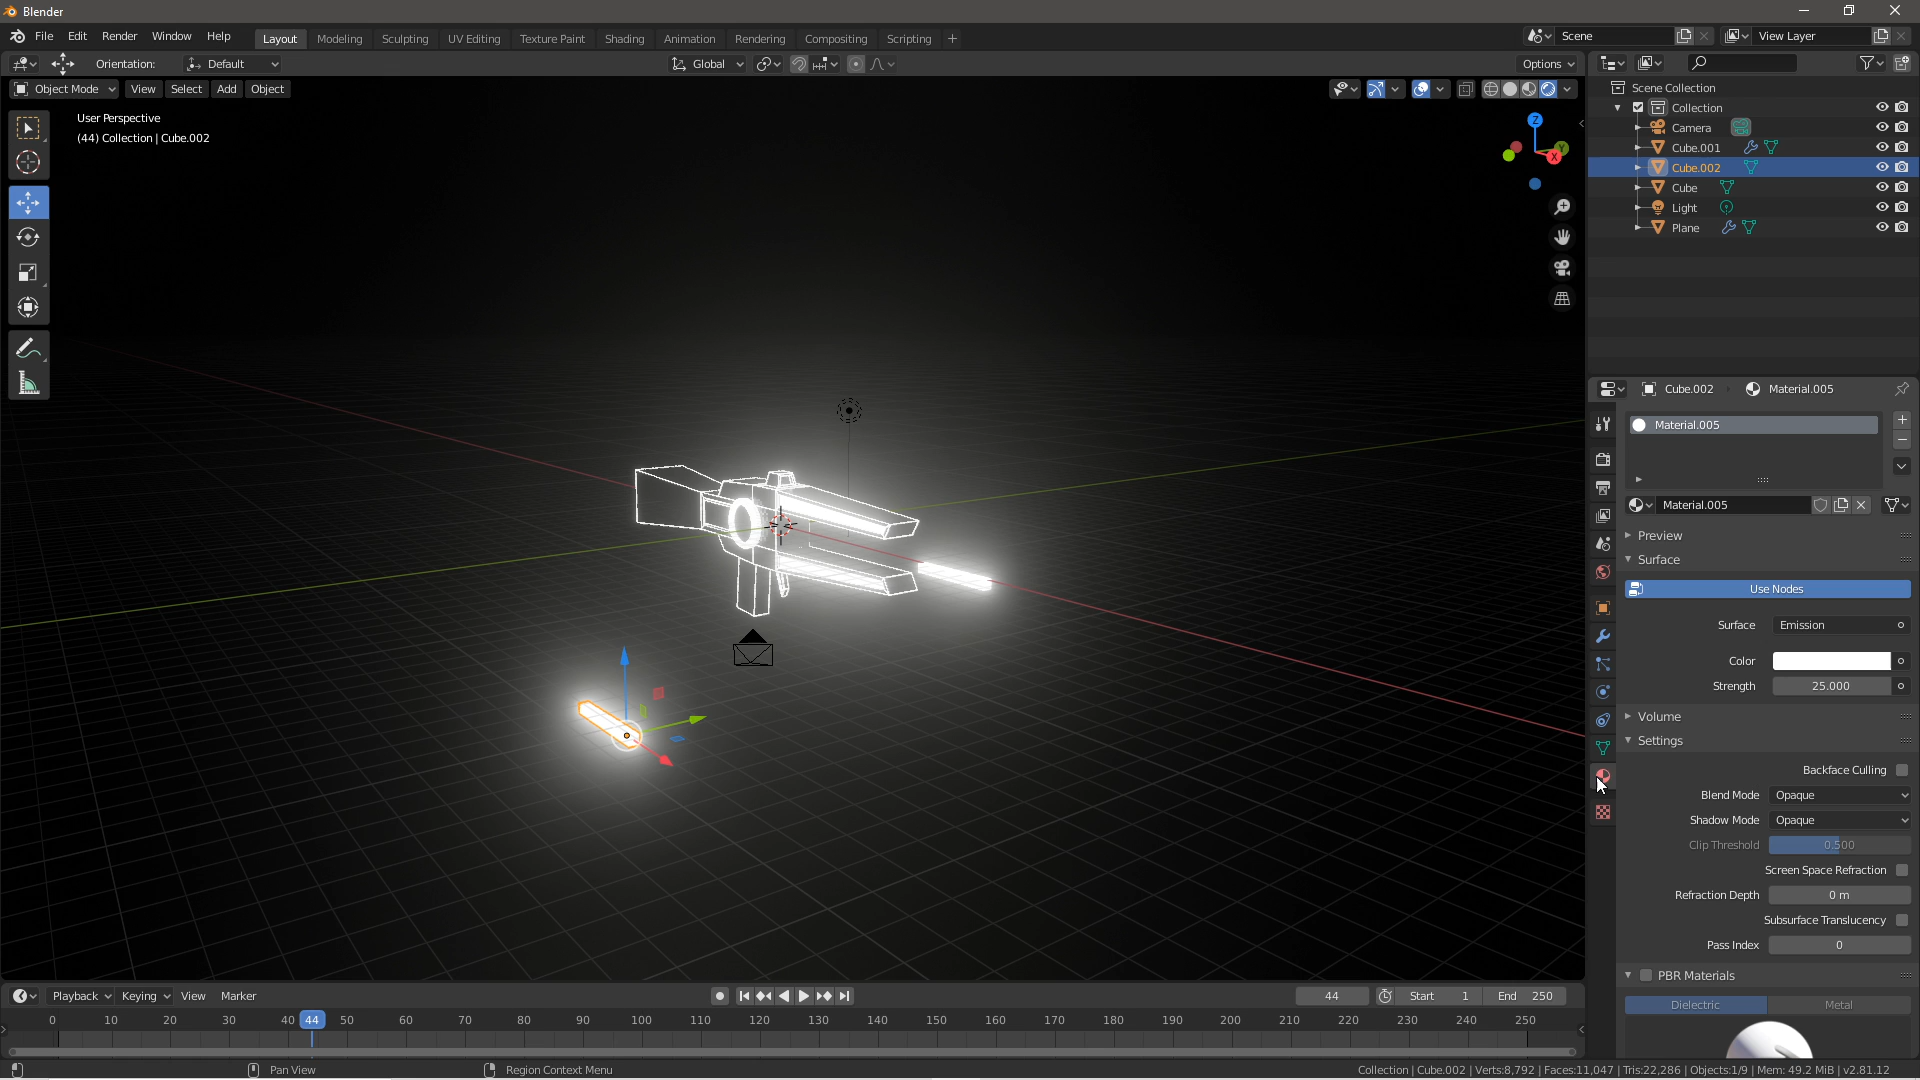 Blender
File Edit Render Window Help Layout Modeling Sculpting UV Editing Texture Paint Shading Animation Rendering Compositing Scripting + Scene View Layer
Orientation: Default Global Options
Object Mode View Select Add Object
User Perspective
(44) Collection | Cube.002
Z
Y
X
Scene Collection
Collection
Camera
Cube.001
Cube.002
Cube
Light
Plane
Cube.002 Material.005
Material.005
Material.005
Preview
Surface
Use Nodes
Surface Emission
Color
Strength 25.000
Volume
Settings
Backface Culling
Blend Mode Opaque
Shadow Mode Opaque
Clip Threshold 0.500
Screen Space Refraction
Refraction Depth 0 m
Subsurface Translucency
Pass Index 0
PBR Materials
Dielectric Metal
Playback Keying View Marker 44 Start 1 End 250
0 10 20 30 40 44 50 60 70 80 90 100 110 120 130 140 150 160 170 180 190 200 210 220 230 240 250
Pan View Region Context Menu Collection | Cube.002 | Verts:8,792 | Faces:11,047 | Tris:22,286 | Objects:1/9 | Mem: 49.2 MiB | v2.81.12